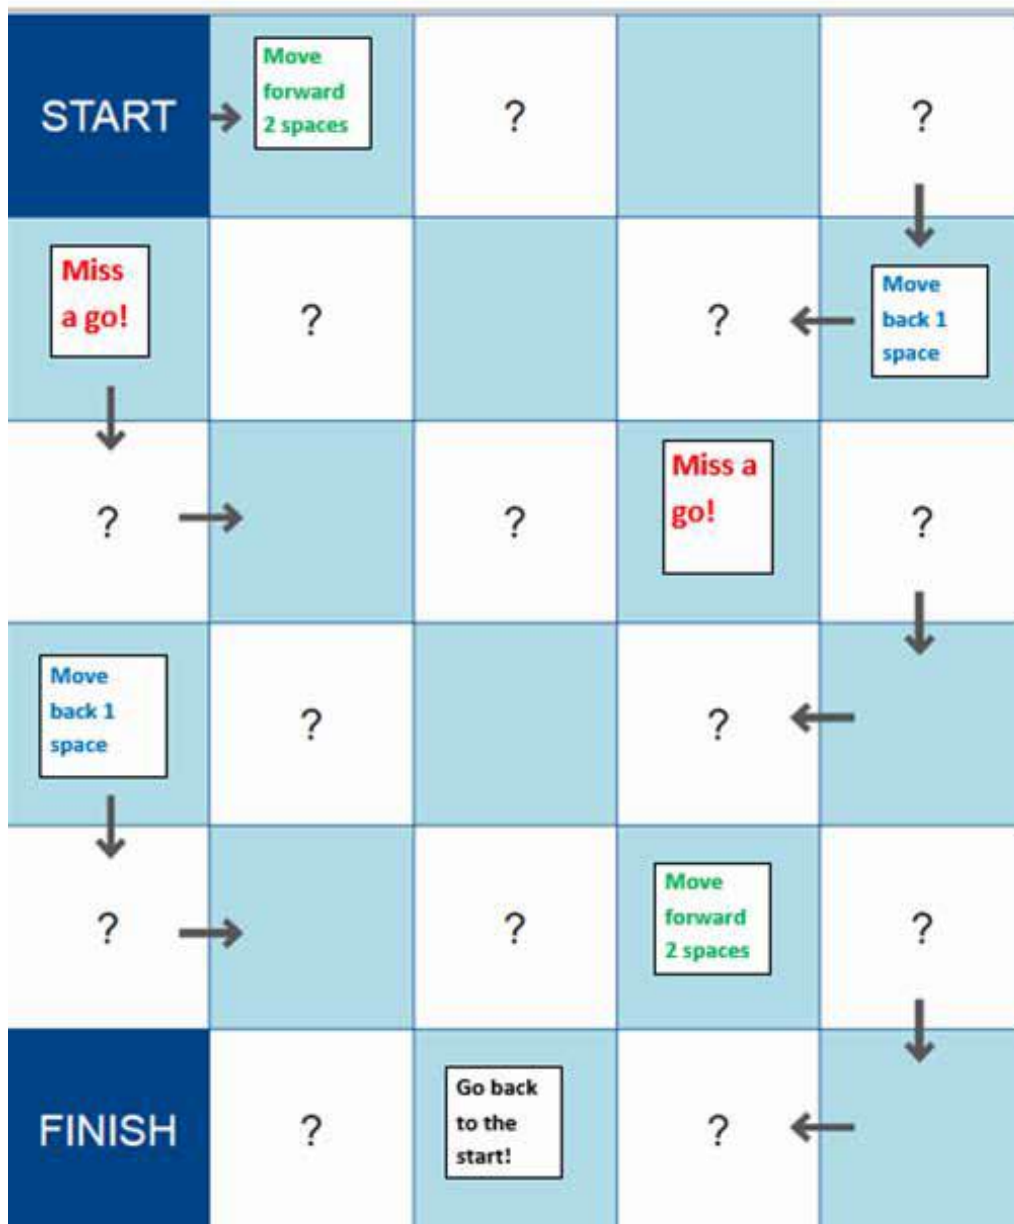 START
Move
forward
2 spaces
?
?
Miss
a go!
?
?
Move
back 1
space
?
?
Miss a
go!
?
Move
back 1
space
?
?
?
?
Move
forward
2 spaces
?
FINISH
?
Go back
to the
start!
?